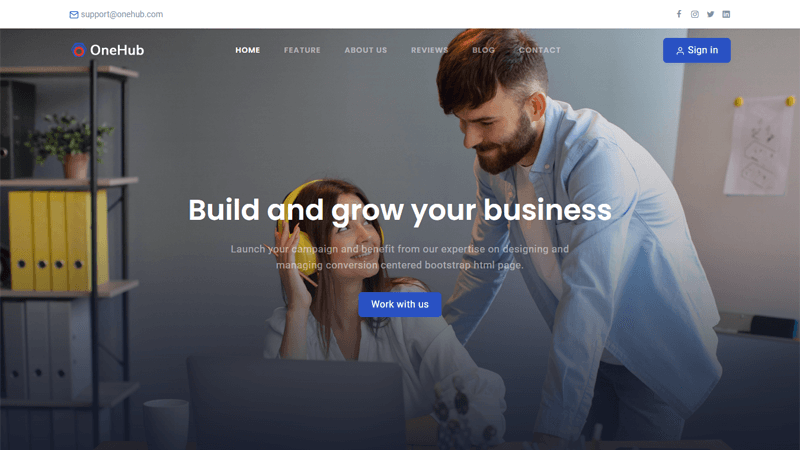 support@onehub.com
OneHub
HOME FEATURE ABOUT US REVIEWS BLOG CONTACT
Sign in
Build and grow your business
Launch your campaign and benefit from our expertise on designing and
managing conversion centered bootstrap html page.
Work with us